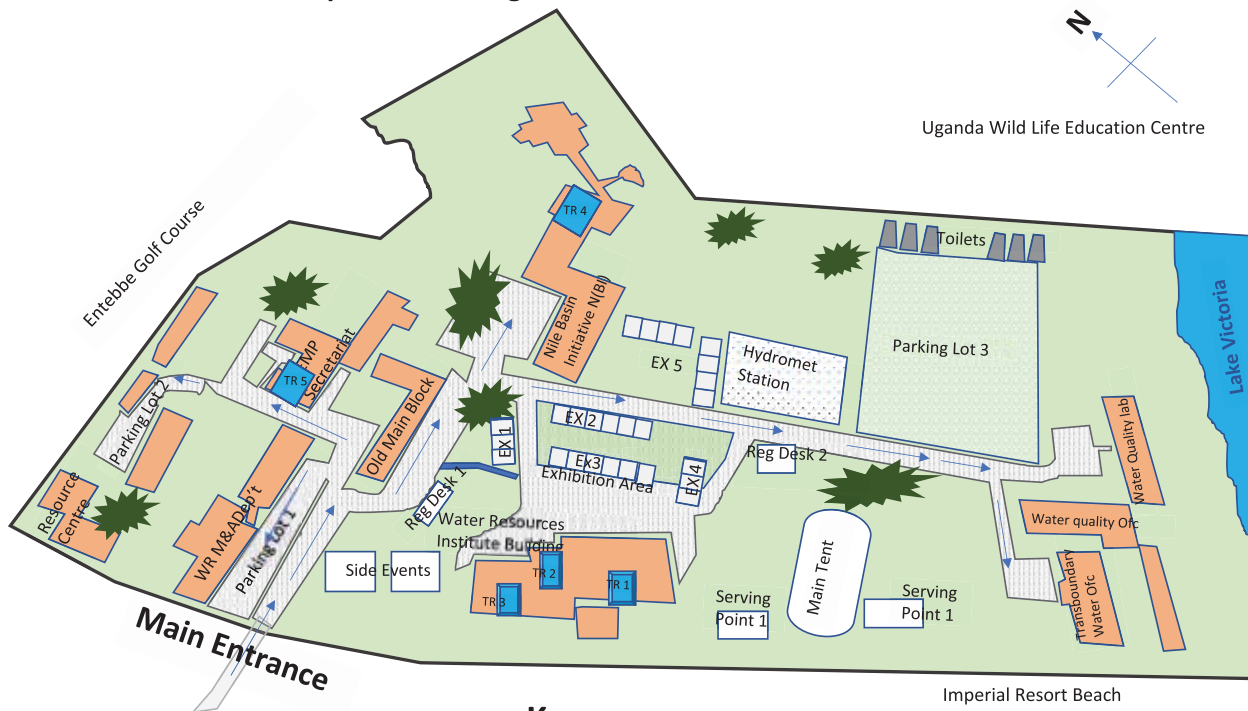 N
Uganda Wild Life Education Centre
Entebbe Golf Course
TR 4
Toilets
Lake Victoria
Nile Basin
Initiative N(BI)
Parking Lot 3
EX 5
Hydromet
Station
EMP
Secretariat
TR 5
Parking Lot 2
Old Main Block
EX 1
EX 2
Ex3
EX 4
Exhibition Area
Reg Desk 2
Reg Desk 1
Water Quality lab
Water quality Ofc
Transboundary
Water Ofc
Resource
Centre
WR M&ADep't
Parking Lot 1
Water Resources
Institute Building
Side Events
TR 2
TR 1
TR 3
Main Tent
Serving
Point 1
Serving
Point 1
Main Entrance
Imperial Resort Beach